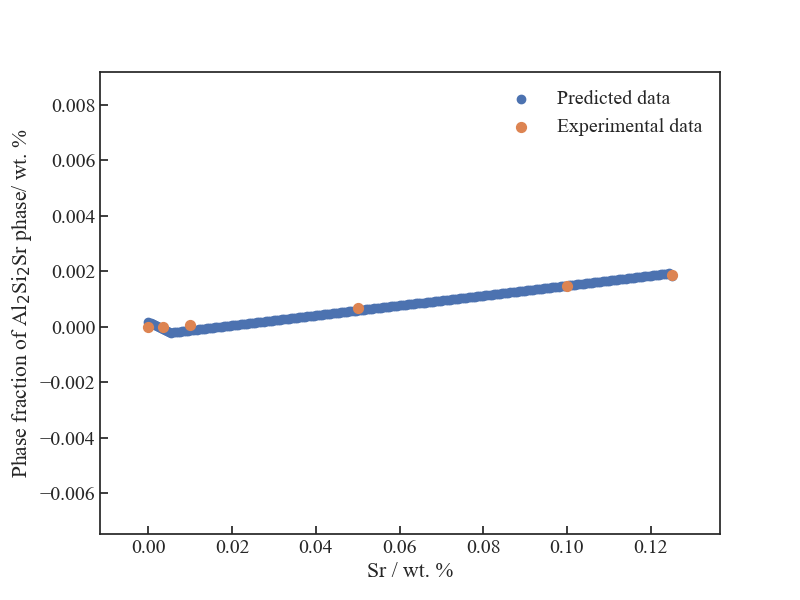 Predicted data
Experimental data
0.008
0.006
0.004
0.002
0.000
−0.002
−0.004
−0.006
Phase fraction of Al₂Si₂Sr phase/ wt. %
0.00 0.02 0.04 0.06 0.08 0.10 0.12
Sr / wt. %